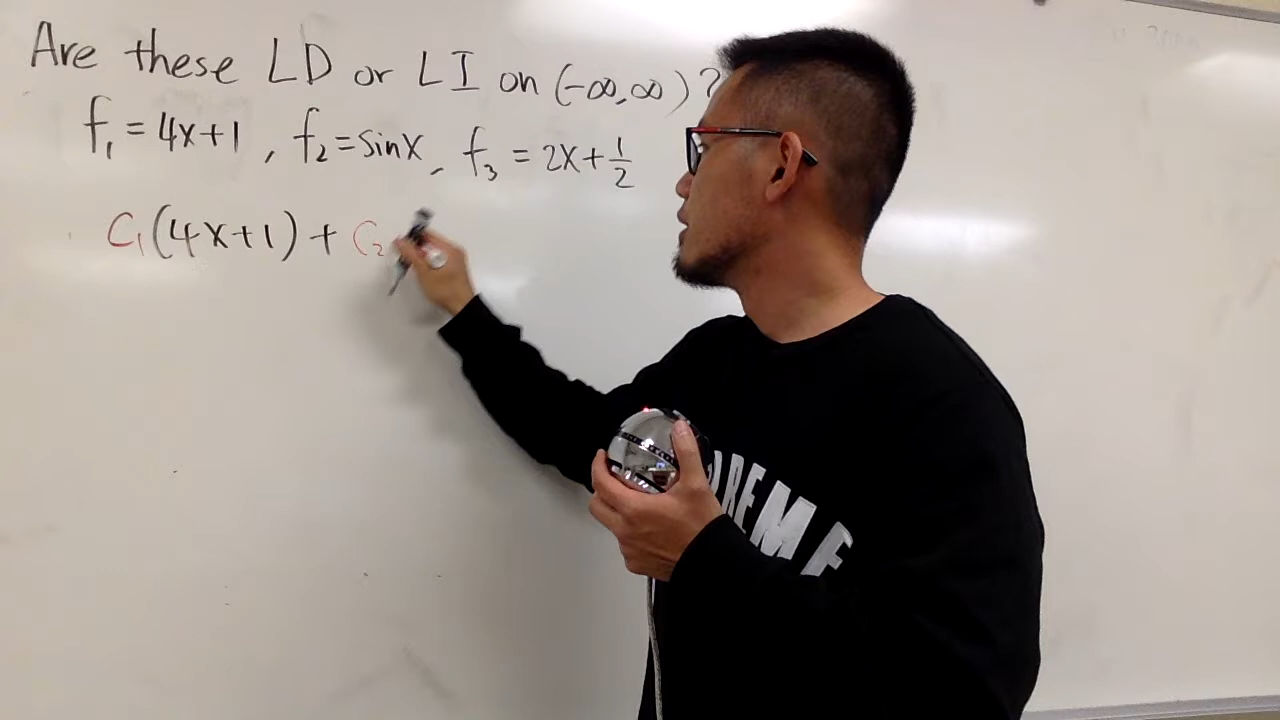 Are these LD or LI on (-∞,∞)?
f₁ = 4x+1, f₂ = sinx, f₃ = 2x+½
C₁(4x+1) + C₂